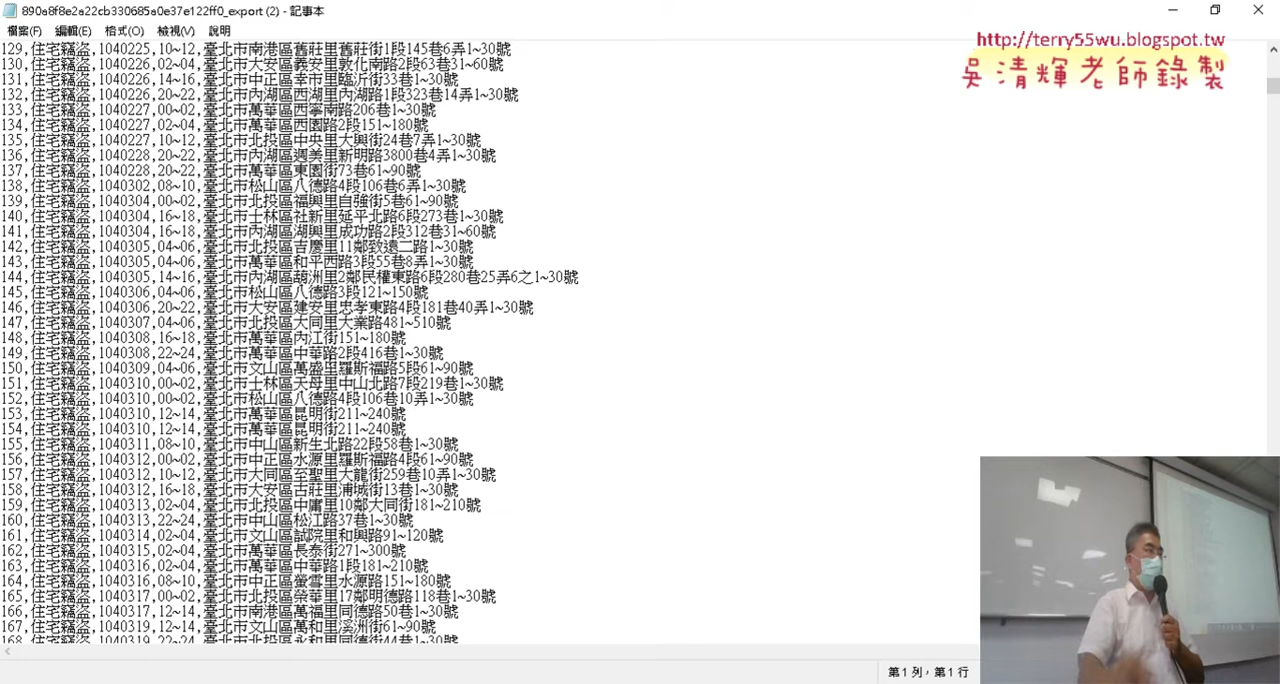 890a8f8e2a22cb330685a0e37e122ff0_export (2) - 記事本
檔案(F) 編輯(E) 格式(O) 檢視(V) 說明
http://terry55wu.blogspot.tw
吳清輝老師錄製
129,住宅竊盜,1040225,10~12,臺北市南港區舊莊里舊莊街1段145巷6弄1~30號
130,住宅竊盜,1040226,02~04,臺北市大安區義安里敦化南路2段63巷31~60號
131,住宅竊盜,1040226,14~16,臺北市中正區幸市里臨沂街33巷1~30號
132,住宅竊盜,1040226,20~22,臺北市內湖區西湖里內湖路1段323巷14弄1~30號
133,住宅竊盜,1040227,00~02,臺北市萬華區西寧南路206巷1~30號
134,住宅竊盜,1040227,02~04,臺北市萬華區西園路2段151~180號
135,住宅竊盜,1040227,10~12,臺北市北投區中央里大興街24巷7弄1~30號
136,住宅竊盜,1040228,20~22,臺北市內湖區週美里新明路3800巷4弄1~30號
137,住宅竊盜,1040228,20~22,臺北市萬華區東園街73巷61~90號
138,住宅竊盜,1040302,08~10,臺北市松山區八德路4段106巷6弄1~30號
139,住宅竊盜,1040304,00~02,臺北市北投區福興里自強街5巷61~90號
140,住宅竊盜,1040304,16~18,臺北市士林區社新里延平北路6段273巷1~30號
141,住宅竊盜,1040304,16~18,臺北市內湖區湖興里成功路2段312巷31~60號
142,住宅竊盜,1040305,04~06,臺北市北投區吉慶里11鄰致遠二路1~30號
143,住宅竊盜,1040305,04~06,臺北市萬華區和平西路3段55巷8弄1~30號
144,住宅竊盜,1040305,14~16,臺北市內湖區葫洲里2鄰民權東路6段280巷25弄6之1~30號
145,住宅竊盜,1040306,04~06,臺北市松山區八德路3段121~150號
146,住宅竊盜,1040306,20~22,臺北市大安區建安里忠孝東路4段181巷40弄1~30號
147,住宅竊盜,1040307,04~06,臺北市北投區大同里大業路481~510號
148,住宅竊盜,1040308,16~18,臺北市萬華區內江街151~180號
149,住宅竊盜,1040308,22~24,臺北市萬華區中華路2段416巷1~30號
150,住宅竊盜,1040309,04~06,臺北市文山區萬盛里羅斯福路5段61~90號
151,住宅竊盜,1040310,00~02,臺北市士林區天母里中山北路7段219巷1~30號
152,住宅竊盜,1040310,00~02,臺北市松山區八德路4段106巷10弄1~30號
153,住宅竊盜,1040310,12~14,臺北市萬華區昆明街211~240號
154,住宅竊盜,1040310,12~14,臺北市萬華區昆明街211~240號
155,住宅竊盜,1040311,08~10,臺北市中山區新生北路22段58巷1~30號
156,住宅竊盜,1040312,00~02,臺北市中正區水源里羅斯福路4段61~90號
157,住宅竊盜,1040312,10~12,臺北市大同區至聖里大龍街259巷10弄1~30號
158,住宅竊盜,1040312,16~18,臺北市大安區古莊里浦城街13巷1~30號
159,住宅竊盜,1040313,02~04,臺北市北投區中庸里10鄰大同街181~210號
160,住宅竊盜,1040313,22~24,臺北市中山區松江路37巷1~30號
161,住宅竊盜,1040314,02~04,臺北市文山區試院里和興路91~120號
162,住宅竊盜,1040315,02~04,臺北市萬華區長泰街271~300號
163,住宅竊盜,1040316,02~04,臺北市萬華區中華路1段181~210號
164,住宅竊盜,1040316,08~10,臺北市中正區螢雪里水源路151~180號
165,住宅竊盜,1040317,00~02,臺北市北投區榮華里17鄰明德路118巷1~30號
166,住宅竊盜,1040317,12~14,臺北市南港區萬福里同德路50巷1~30號
167,住宅竊盜,1040319,12~14,臺北市文山區萬和里溪洲街61~90號
168,住宅竊盜,1040319,22~24,臺北市北投區永和里同德街44巷1~30號
第 1 列，第 1 行